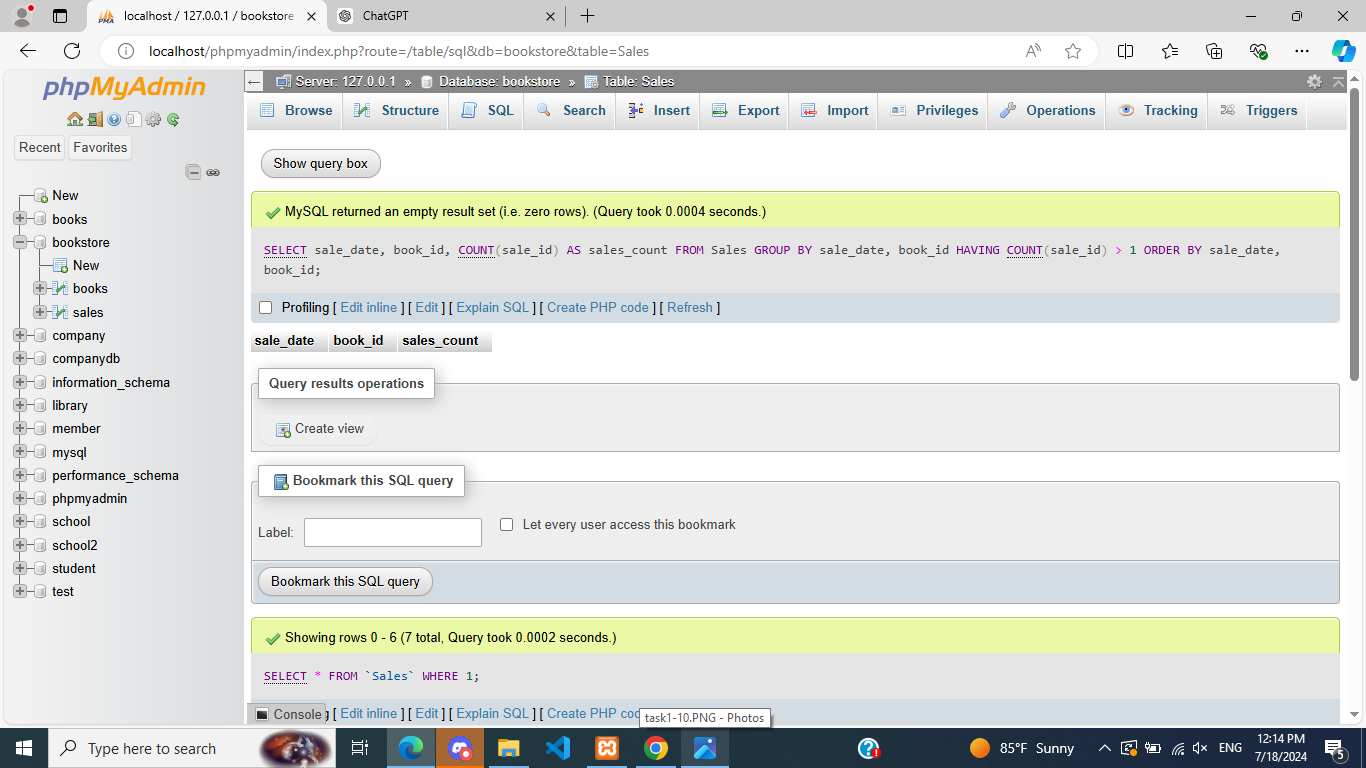 localhost / 127.0.0.1 / bookstore
ChatGPT
localhost/phpmyadmin/index.php?route=/table/sql&db=bookstore&table=Sales
phpMyAdmin
Recent Favorites
New
books
bookstore
New
books
sales
company
companydb
information_schema
library
member
mysql
performance_schema
phpmyadmin
school
school2
student
test
Server: 127.0.0.1 » Database: bookstore » Table: Sales
Browse Structure SQL Search Insert Export Import Privileges Operations Tracking Triggers
Show query box
MySQL returned an empty result set (i.e. zero rows). (Query took 0.0004 seconds.)
SELECT sale_date, book_id, COUNT(sale_id) AS sales_count FROM Sales GROUP BY sale_date, book_id HAVING COUNT(sale_id) > 1 ORDER BY sale_date,
book_id;
Profiling [ Edit inline ] [ Edit ] [ Explain SQL ] [ Create PHP code ] [ Refresh ]
sale_date book_id sales_count
Query results operations
Create view
Bookmark this SQL query
Label: Let every user access this bookmark
Bookmark this SQL query
Showing rows 0 - 6 (7 total, Query took 0.0002 seconds.)
SELECT * FROM `Sales` WHERE 1;
Console [ Edit inline ] [ Edit ] [ Explain SQL ] [ Create PHP
task1-10.PNG - Photos
Type here to search
85°F Sunny
ENG
12:14 PM
7/18/2024
5